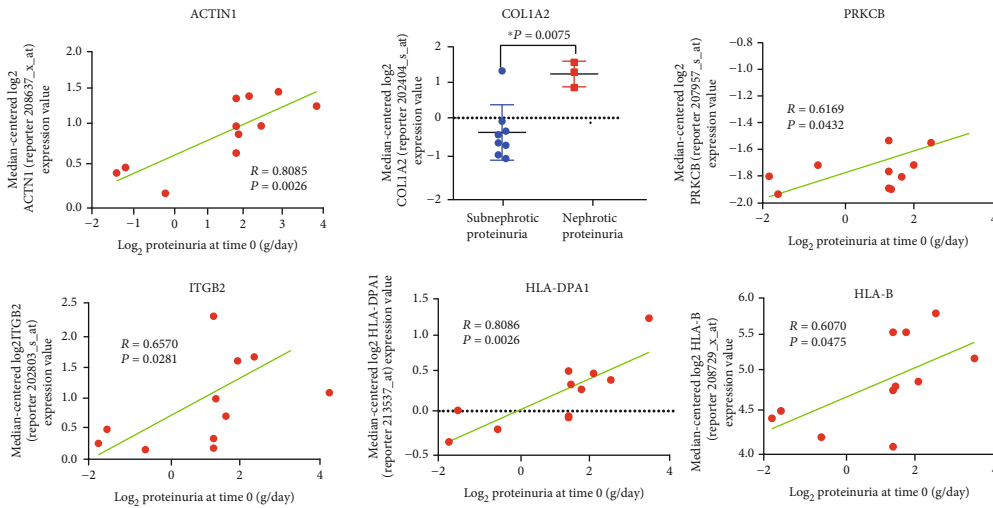 ACTIN1
Median-centered log2
ACTN1 (reporter 208637_x_at)
expression value
2.0
1.5
1.0
0.5
0.0
R = 0.8085
P = 0.0026
−2 −1 0 1 2 3 4
Log2 proteinuria at time 0 (g/day)
COL1A2
Median-centered log2
COL1A2 (reporter 202404_s_at)
expression value
*P = 0.0075
2
1
0
−1
Subnephrotic
proteinuria
Nephrotic
proteinuria
PRKCB
Median-centered log2
PRKCB (reporter 207957_s_at)
expression value
−0.8
−1.0
−1.2
−1.4
−1.6
−1.8
−2.0
R = 0.6169
P = 0.0432
−2 0 2 4
Log2 proteinuria at time 0 (g/day)
ITGB2
Median-centered log2ITGB2
(reporter 202803_s_at)
expression value
2.5
2.0
1.5
1.0
0.5
0.0
R = 0.6570
P = 0.0281
−2 0 2 4
Log2 proteinuria at time 0 (g/day)
HLA-DPA1
Median-centered log2 HLA-DPA1
(reporter 213537_at) expression value
1.5
1.0
0.5
0.0
−0.5
R = 0.8086
P = 0.0026
−2 0 2 4
Log2 proteinuria at time 0 (g/day)
HLA-B
Median-centered log2 HLA-B
(reporter 208729_x_at)
expression value
6.0
5.5
5.0
4.5
4.0
R = 0.6070
P = 0.0475
−2 0 2 4
Log2 proteinuria at time 0 (g/day)